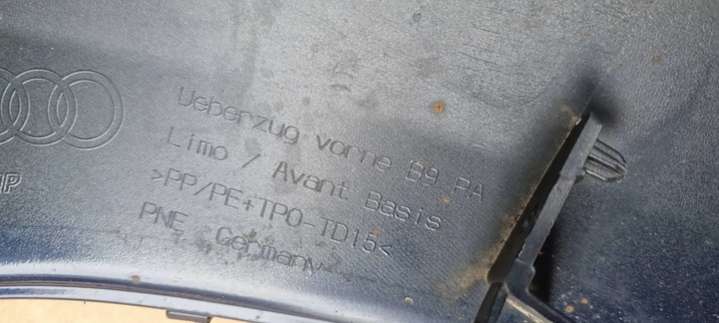 Ueberzug vorne B9 PA
Limo / Avant Basis
>PP/PE+TPO-TD15<
PNE Germany